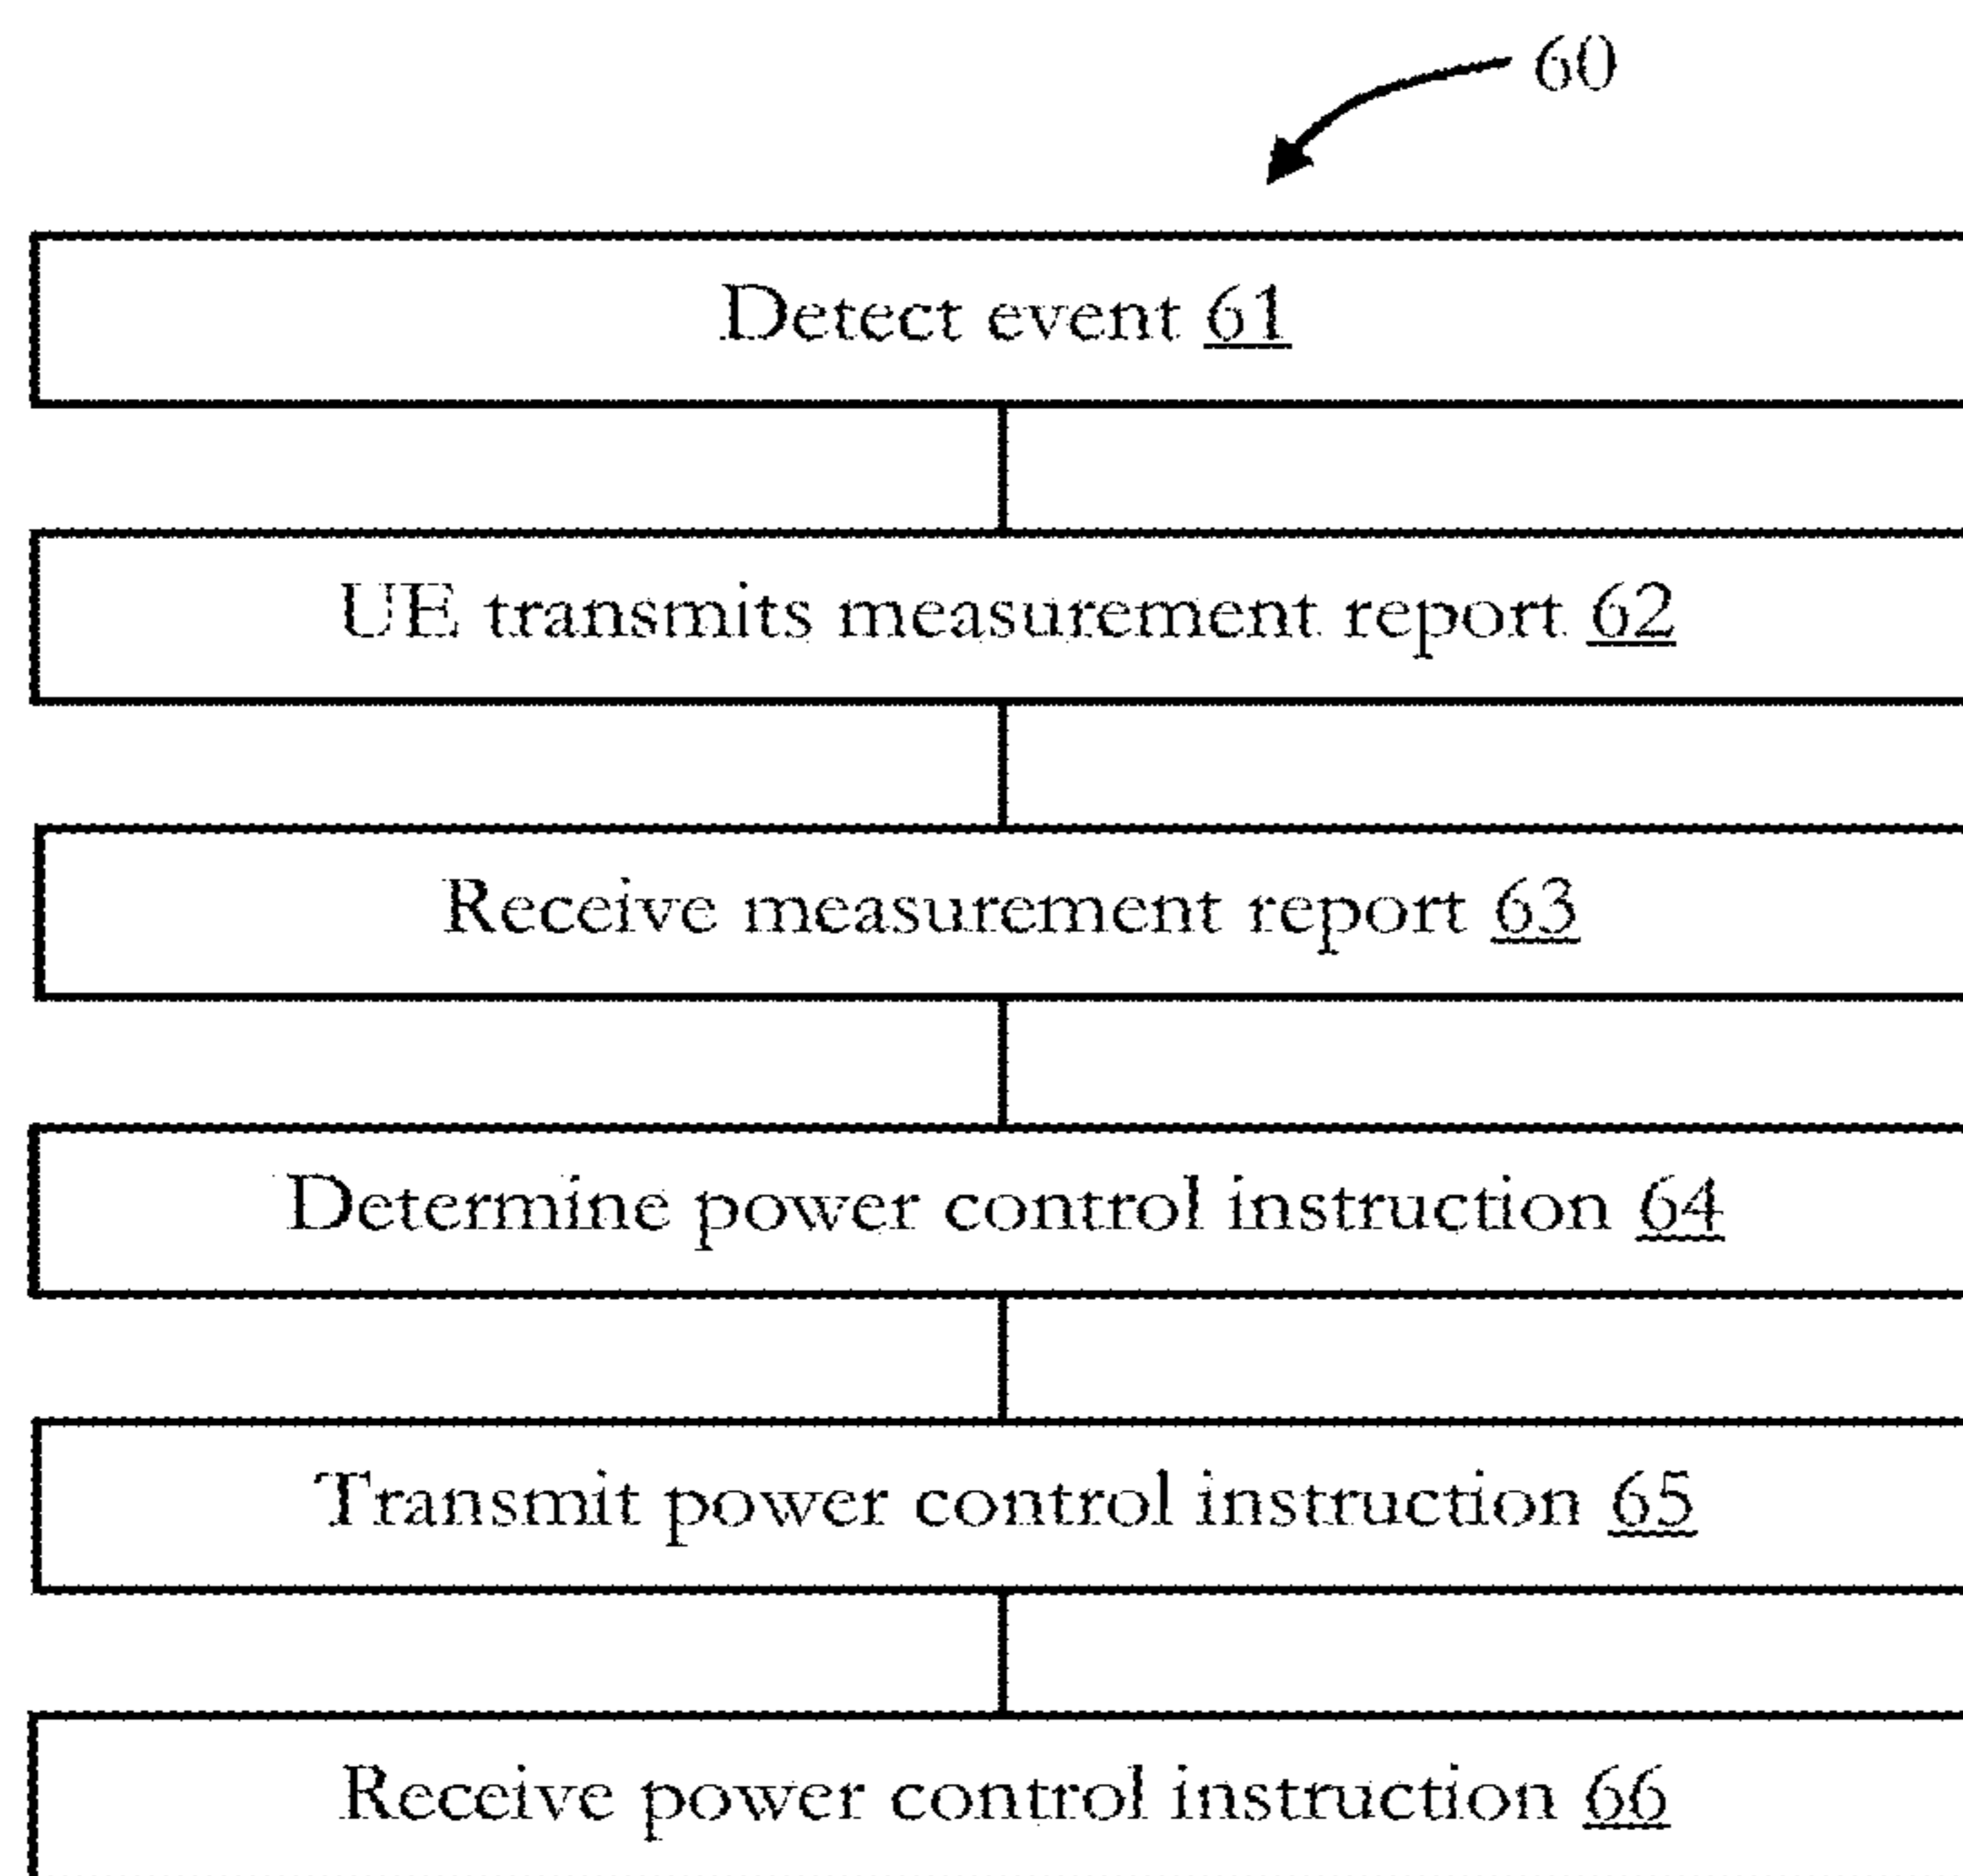 60
Detect event 61
UE transmits measurement report 62
Receive measurement report 63
Determine power control instruction 64
Transmit power control instruction 65
Receive power control instruction 66